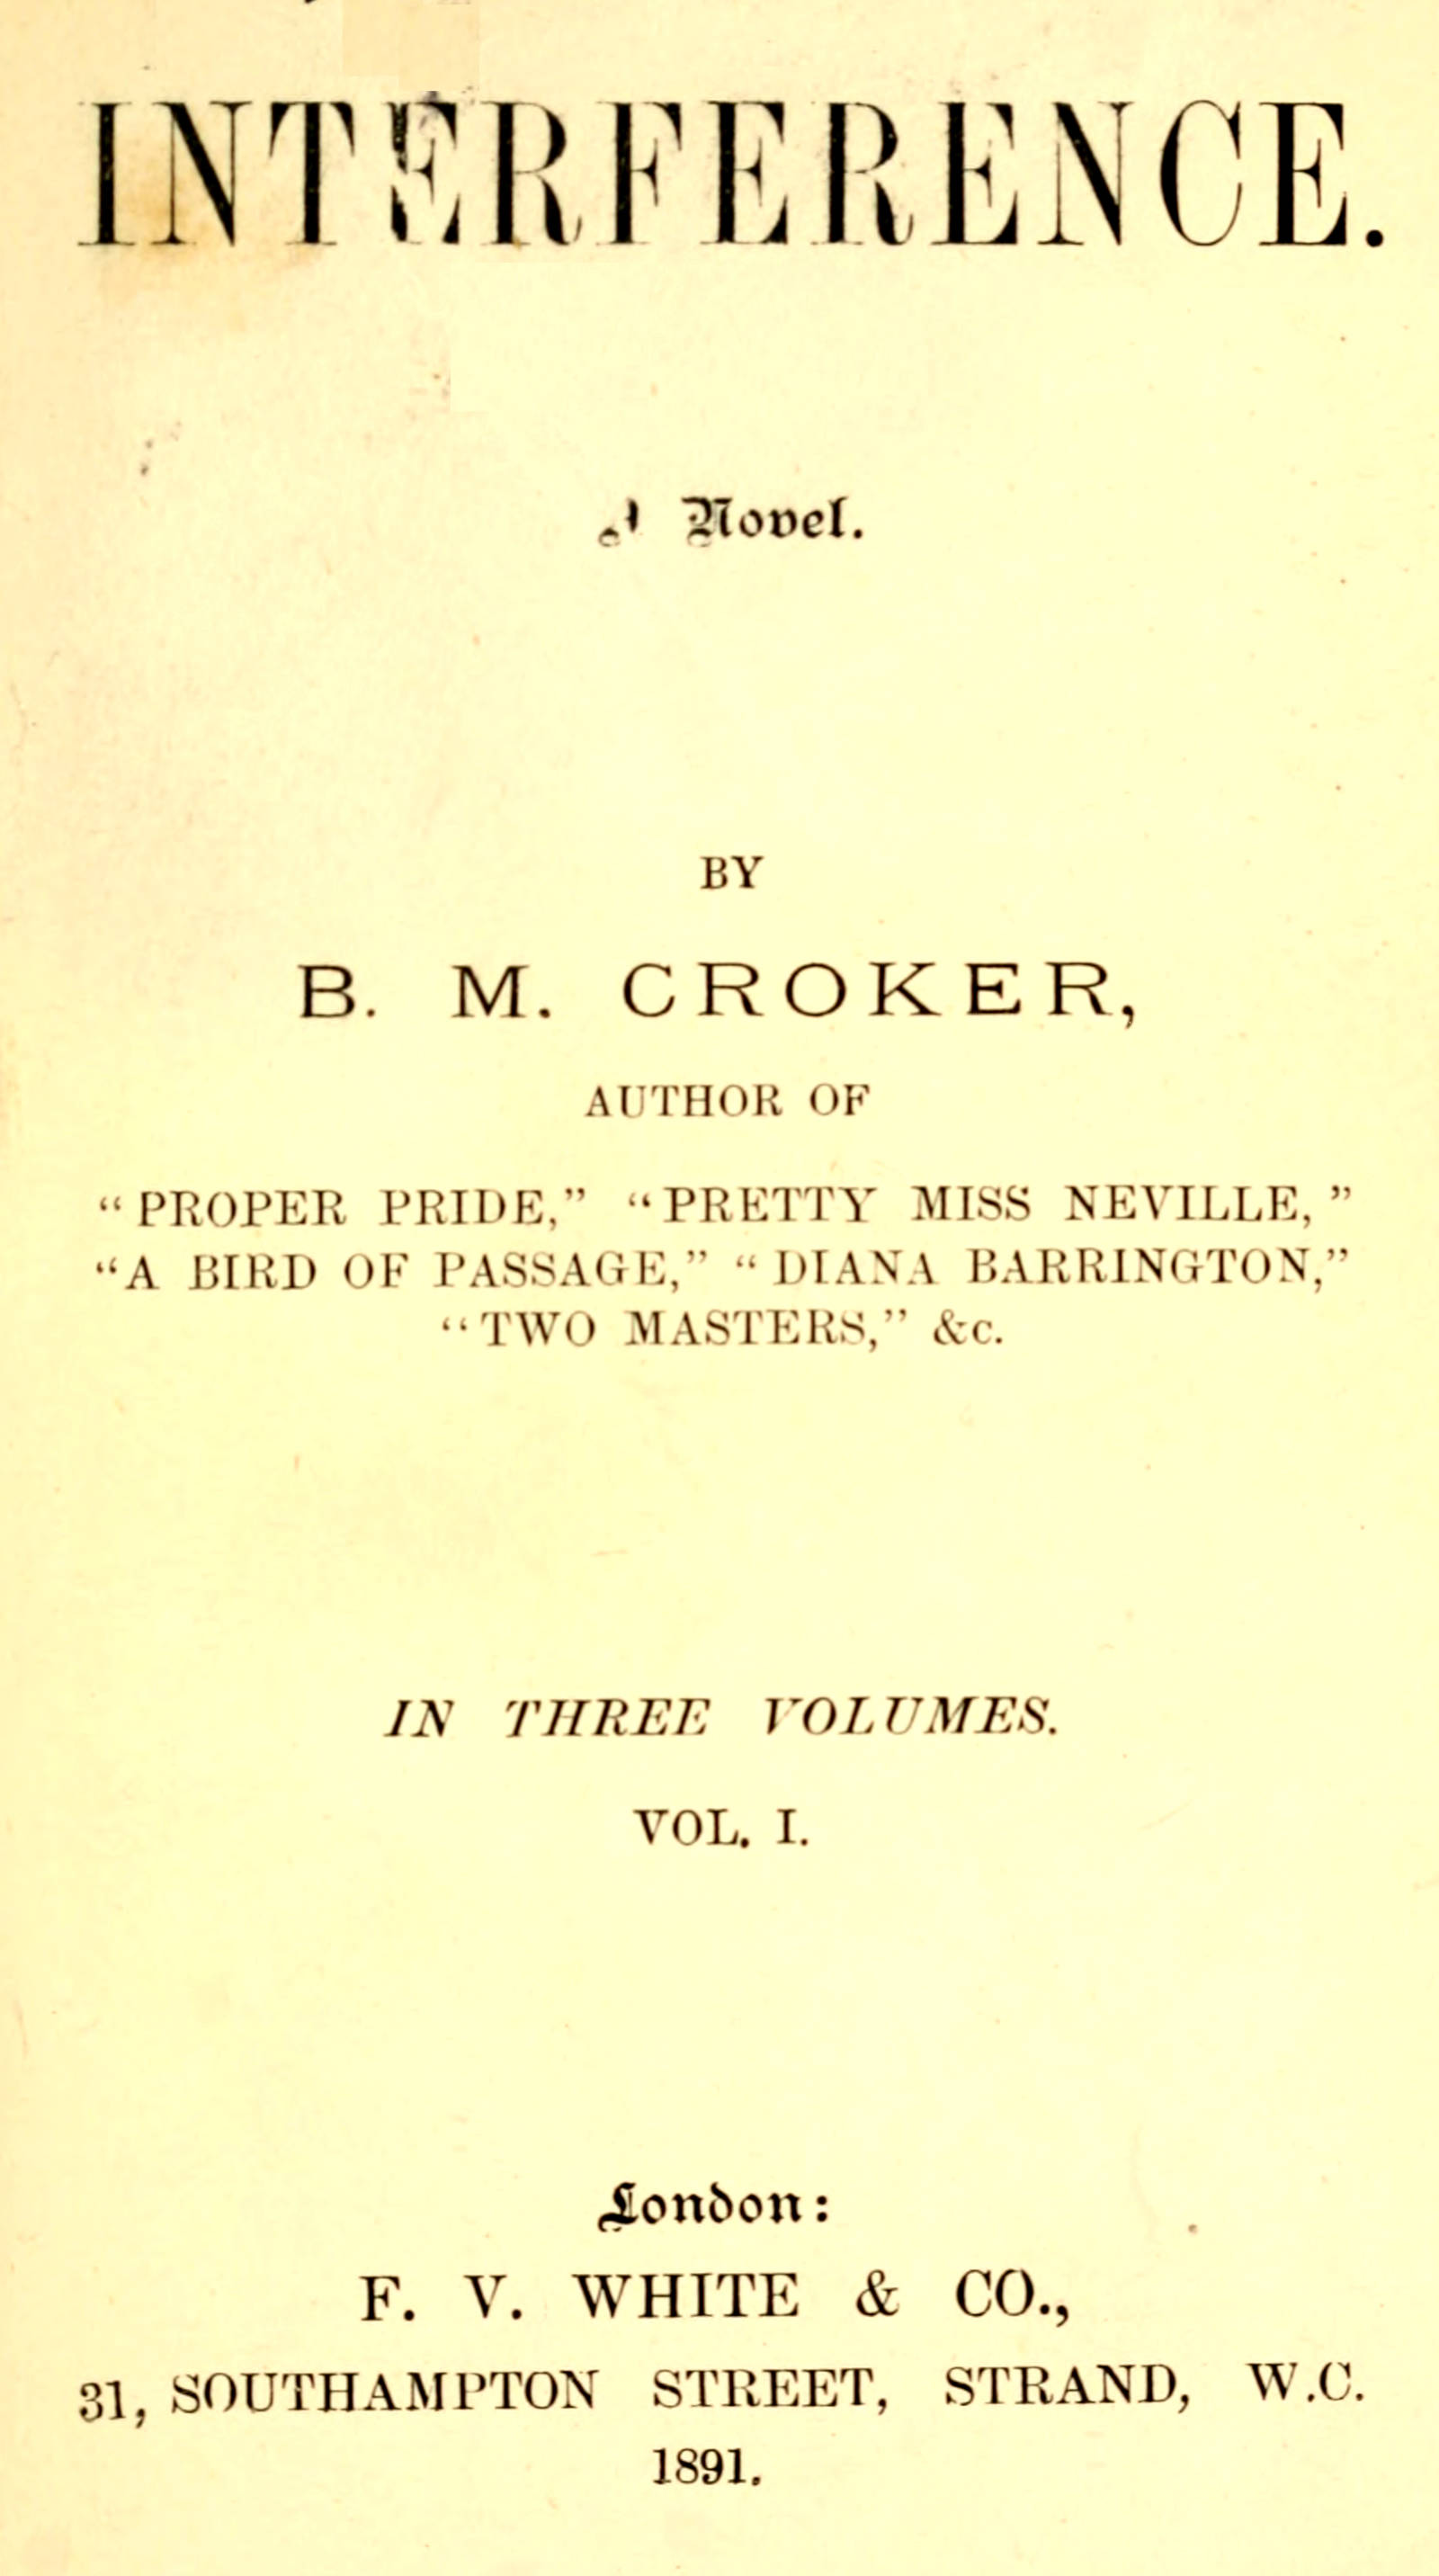 INTERFERENCE.
A Novel.
BY
B. M. CROKER,
AUTHOR OF
“PROPER PRIDE,” “PRETTY MISS NEVILLE,”
“A BIRD OF PASSAGE,” “DIANA BARRINGTON,”
“TWO MASTERS,” &c.
IN THREE VOLUMES.
VOL. I.
London:
F. V. WHITE & CO.,
31, SOUTHAMPTON STREET, STRAND, W.C.
1891.